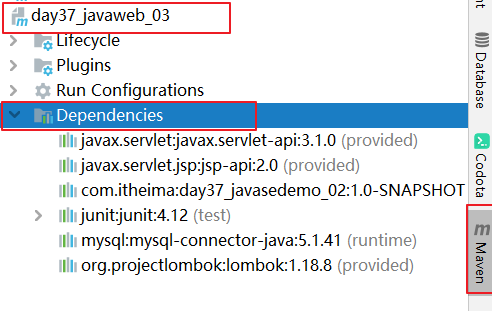 day37_javaweb_03
Lifecycle
Plugins
Run Configurations
Dependencies
javax.servlet:javax.servlet-api:3.1.0 (provided)
javax.servlet.jsp:jsp-api:2.0 (provided)
com.itheima:day37_javasedemo_02:1.0-SNAPSHOT
junit:junit:4.12 (test)
mysql:mysql-connector-java:5.1.41 (runtime)
org.projectlombok:lombok:1.18.8 (provided)
Database
Codota
m Maven